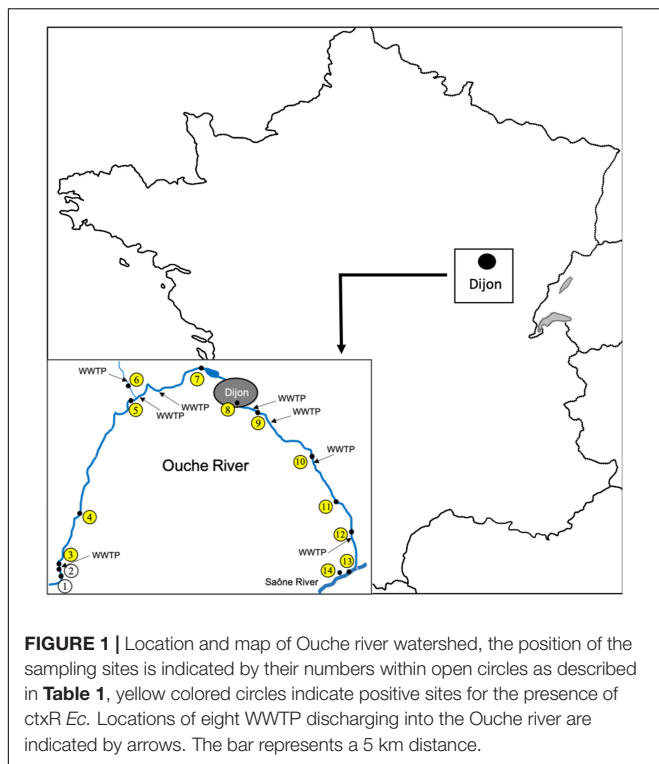 Dijon
WWTP
6
7
Dijon
WWTP
5
WWTP
WWTP
8
WWTP
9
WWTP
Ouche River
10
4
11
12
3
WWTP
WWTP
2
13
14
1
Saône River
FIGURE 1 | Location and map of Ouche river watershed, the position of the
sampling sites is indicated by their numbers within open circles as described
in Table 1, yellow colored circles indicate positive sites for the presence of
ctxR Ec. Locations of eight WWTP discharging into the Ouche river are
indicated by arrows. The bar represents a 5 km distance.